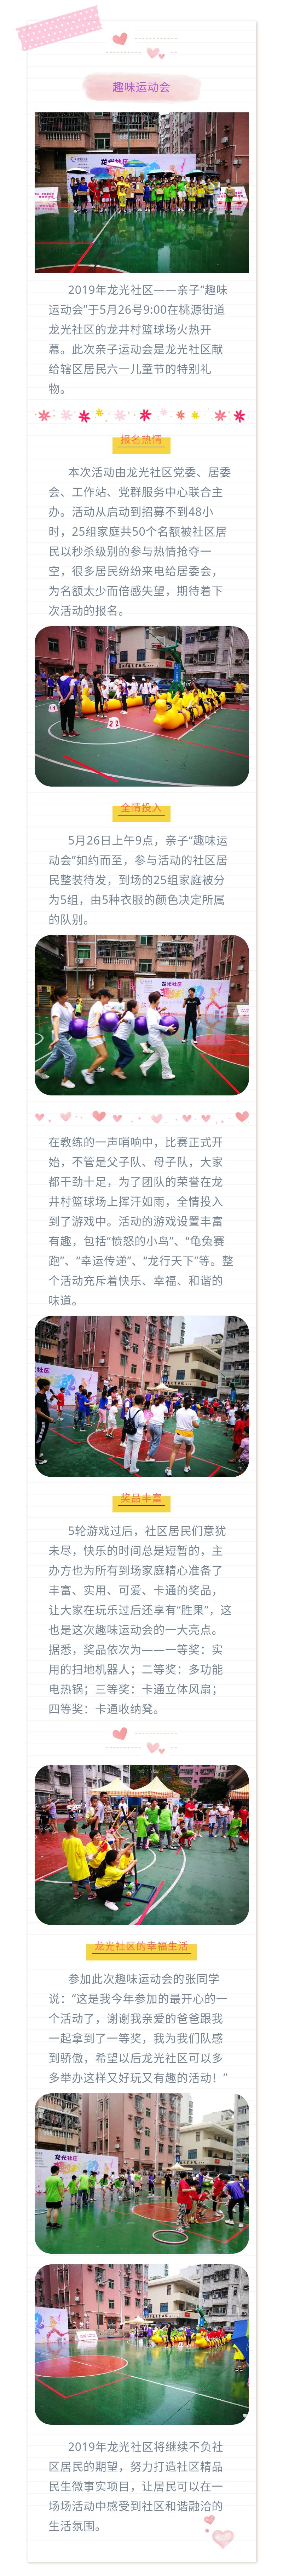 趣味运动会
龙光社区
2019年龙光社区——亲子“趣味
运动会”于5月26号9:00在桃源街道
龙光社区的龙井村篮球场火热开
幕。此次亲子运动会是龙光社区献
给辖区居民六一儿童节的特别礼
物。
报名热情
本次活动由龙光社区党委、居委
会、工作站、党群服务中心联合主
办。活动从启动到招募不到48小
时，25组家庭共50个名额被社区居
民以秒杀级别的参与热情抢夺一
空，很多居民纷纷来电给居委会，
为名额太少而倍感失望，期待着下
次活动的报名。
21
全情投入
5月26日上午9点，亲子“趣味运
动会”如约而至，参与活动的社区居
民整装待发，到场的25组家庭被分
为5组，由5种衣服的颜色决定所属
的队别。
龙光社区
在教练的一声哨响中，比赛正式开
始，不管是父子队、母子队，大家
都干劲十足，为了团队的荣誉在龙
井村篮球场上挥汗如雨，全情投入
到了游戏中。活动的游戏设置丰富
有趣，包括“愤怒的小鸟”、“龟兔赛
跑”、“幸运传递”、“龙行天下”等。整
个活动充斥着快乐、幸福、和谐的
味道。
奖品丰富
5轮游戏过后，社区居民们意犹
未尽，快乐的时间总是短暂的，主
办方也为所有到场家庭精心准备了
丰富、实用、可爱、卡通的奖品，
让大家在玩乐过后还享有“胜果”，这
也是这次趣味运动会的一大亮点。
据悉，奖品依次为——一等奖：实
用的扫地机器人；二等奖：多功能
电热锅；三等奖：卡通立体风扇；
四等奖：卡通收纳凳。
龙光社区的幸福生活
参加此次趣味运动会的张同学
说：“这是我今年参加的最开心的一
个活动了，谢谢我亲爱的爸爸跟我
一起拿到了一等奖，我为我们队感
到骄傲，希望以后龙光社区可以多
多举办这样又好玩又有趣的活动！”
龙光社区
2019年龙光社区将继续不负社
区居民的期望，努力打造社区精品
民生微事实项目，让居民可以在一
场场活动中感受到社区和谐融洽的
生活氛围。